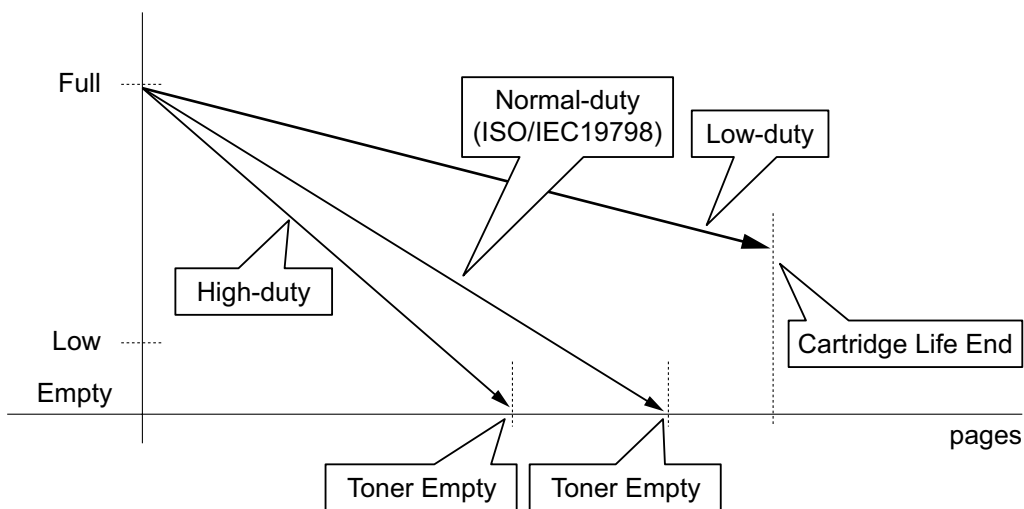 Full
Normal-duty
(ISO/IEC19798)
Low-duty
High-duty
Low
Cartridge Life End
Empty
pages
Toner Empty
Toner Empty